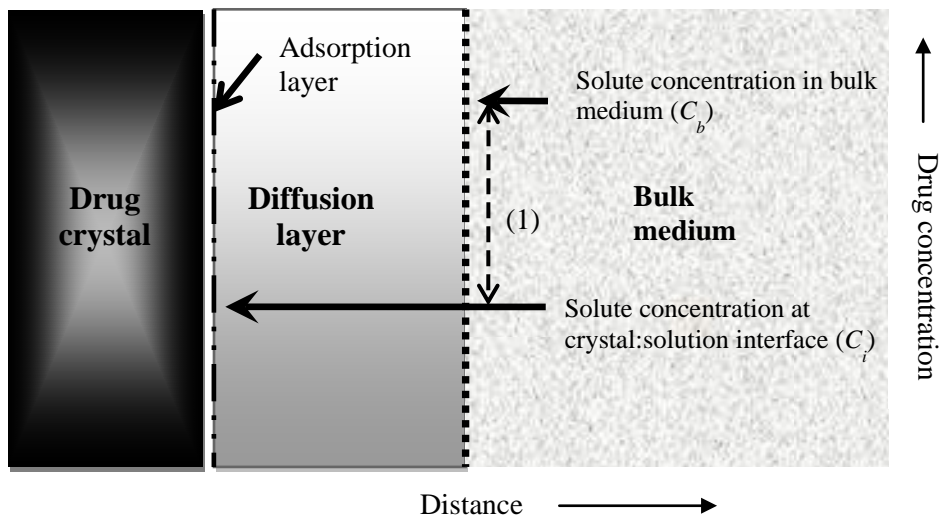 Adsorption
layer
Solute concentration in bulk
medium (C_b)
Drug
crystal
Diffusion
layer
(1)
Bulk
medium
Solute concentration at
crystal:solution interface (C_i)
Drug concentration
Distance